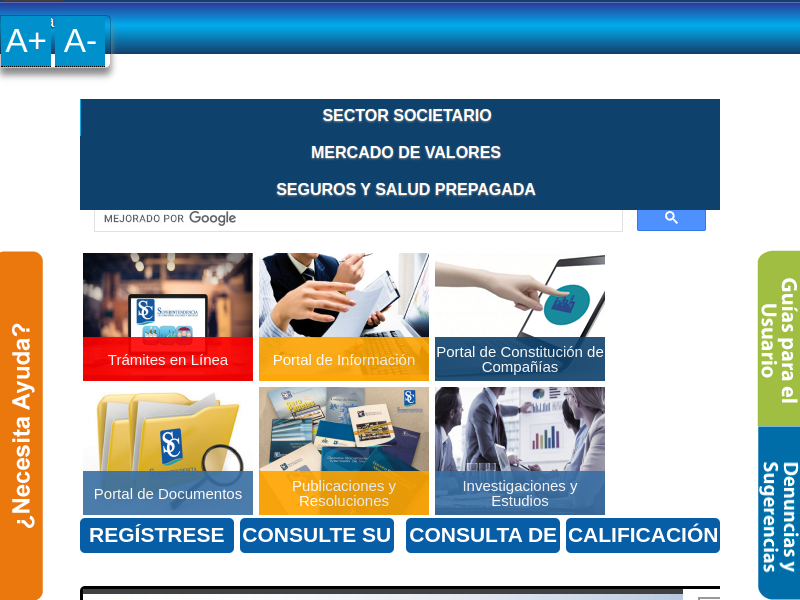 A+ A-
SECTOR SOCIETARIO
MERCADO DE VALORES
SEGUROS Y SALUD PREPAGADA
MEJORADO POR Google
¿Necesita Ayuda?
Guías para el
Usuario
Denuncias y
Sugerencias
SUPERINTENDENCIA
Trámites en Línea
Portal de Información
Portal de Constitución de
Compañías
Portal de Documentos
Publicaciones y
Resoluciones
Investigaciones y
Estudios
REGÍSTRESE
CONSULTE SU
CONSULTA DE
CALIFICACIÓN